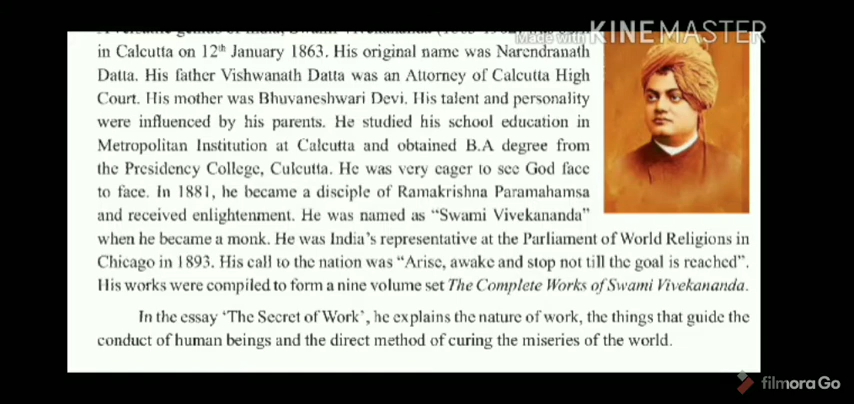 Made with KINEMASTER
in Calcutta on 12th January 1863. His original name was Narendranath
Datta. His father Vishwanath Datta was an Attorney of Calcutta High
Court. His mother was Bhuvaneshwari Devi. His talent and personality
were influenced by his parents. He studied his school education in
Metropolitan Institution at Calcutta and obtained B.A degree from
the Presidency College, Culcutta. He was very eager to see God face
to face. In 1881, he became a disciple of Ramakrishna Paramahamsa
and received enlightenment. He was named as “Swami Vivekananda”
when he became a monk. He was India’s representative at the Parliament of World Religions in
Chicago in 1893. His call to the nation was “Arise, awake and stop not till the goal is reached”.
His works were compiled to form a nine volume set The Complete Works of Swami Vivekananda.
In the essay ‘The Secret of Work’, he explains the nature of work, the things that guide the
conduct of human beings and the direct method of curing the miseries of the world.
filmora Go